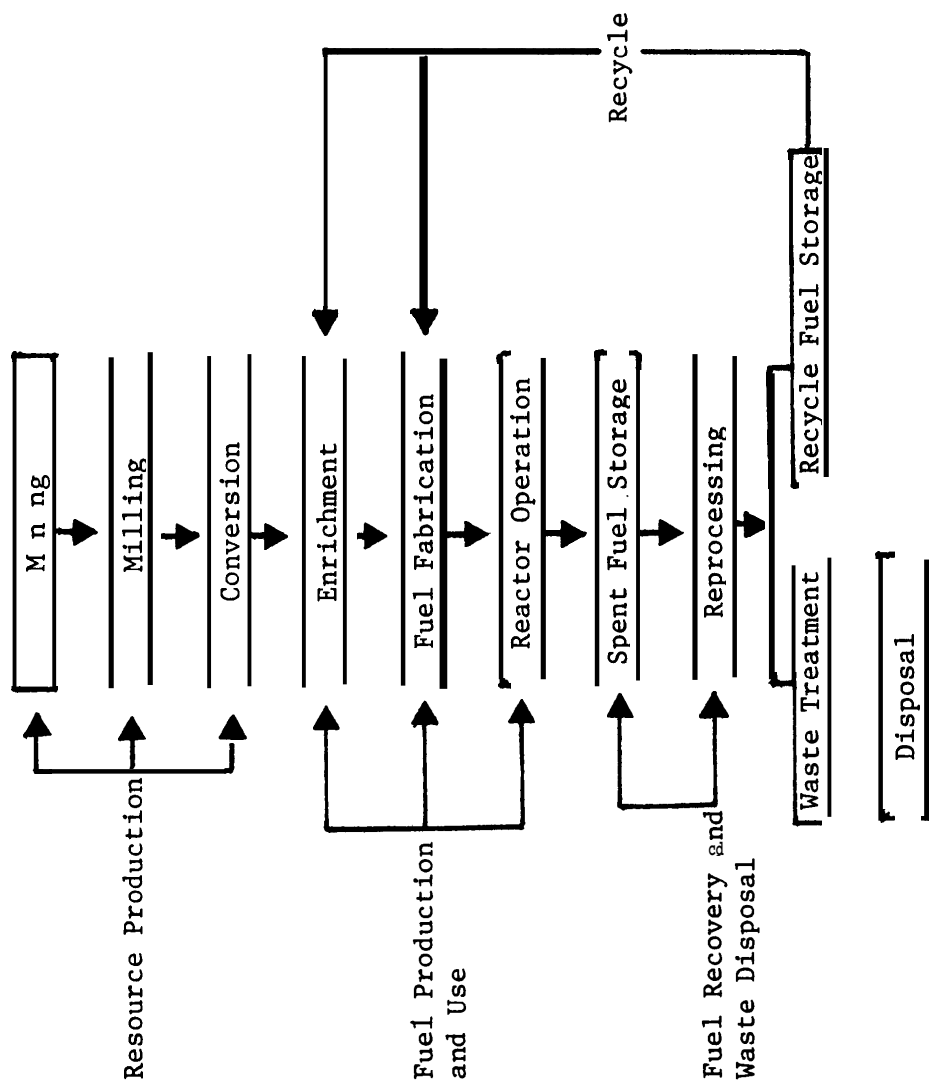 M n ng
Milling
Conversion
Enrichment
Fuel Fabrication
Reactor Operation
Spent Fuel Storage
Reprocessing
Waste Treatment
Recycle Fuel Storage
Disposal
Recycle
Resource Production
Fuel Production
and Use
Fuel Recovery and
Waste Disposal